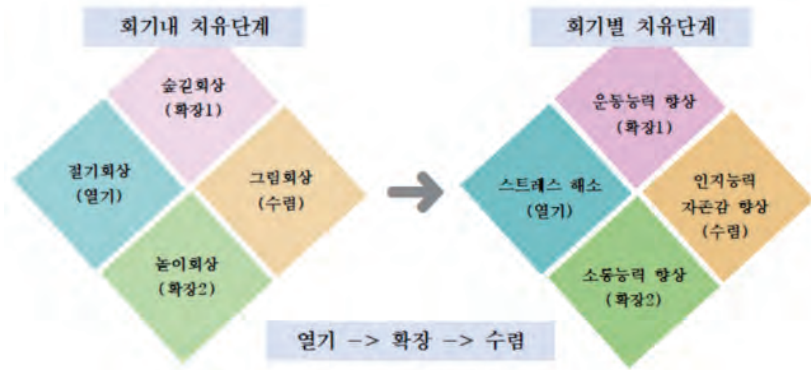 회기내 치유단계
숲길회상
(확장1)
절기회상
(열기)
그림회상
(수렴)
놀이회상
(확장2)
회기별 치유단계
운동능력 향상
(확장1)
스트레스 해소
(열기)
인지능력
자존감 향상
(수렴)
소통능력 향상
(확장2)
열기 -> 확장 -> 수렴